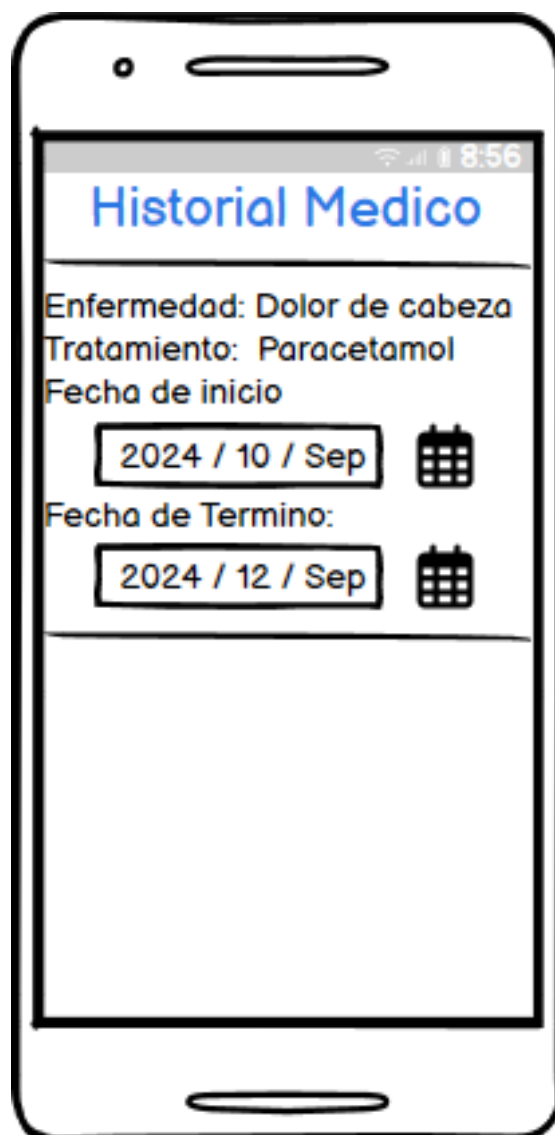 8:56
Historial Medico
Enfermedad: Dolor de cabeza
Tratamiento: Paracetamol
Fecha de inicio
2024 / 10 / Sep
Fecha de Termino:
2024 / 12 / Sep